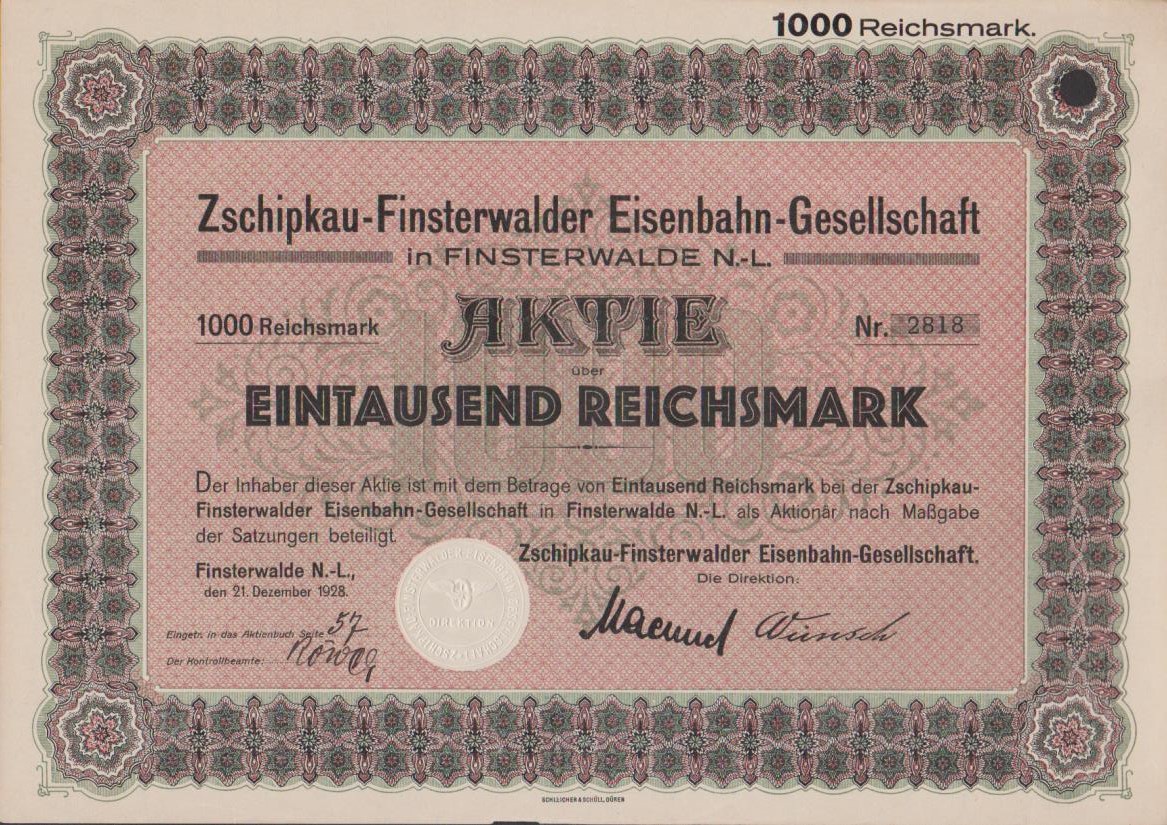 1000 Reichsmark.
Zschipkau-Finsterwalder Eisenbahn-Gesellschaft
in FINSTERWALDE N.-L.
1000 Reichsmark AKTIE Nr. 2818
über
EINTAUSEND REICHSMARK
Der Inhaber dieser Aktie ist mit dem Betrage von Eintausend Reichsmark bei der Zschipkau-
Finsterwalder Eisenbahn-Gesellschaft in Finsterwalde N.-L. als Aktionär nach Maßgabe
der Satzungen beteiligt.
Zschipkau-Finsterwalder Eisenbahn-Gesellschaft.
Die Direktion:
Finsterwalde N.-L.,
den 21. Dezember 1928.
Eingetr. in das Aktienbuch Seite 57
Der Kontrollbeamte:
Wünsch
DIREKTION
SCHLEICHER & SCHÜLL, DÜREN